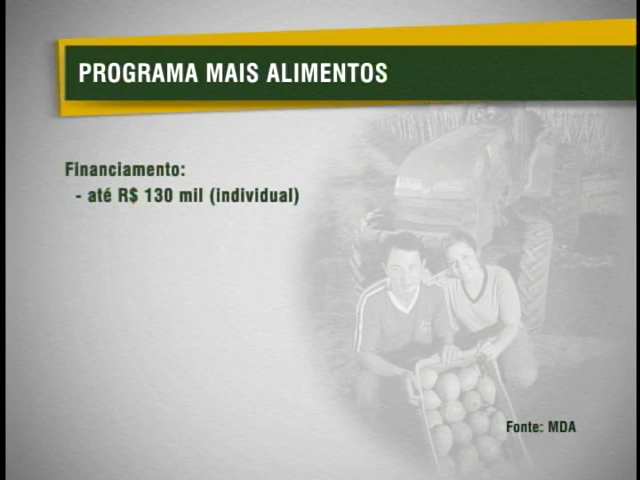 PROGRAMA MAIS ALIMENTOS
Financiamento:
- até R$ 130 mil (individual)
Fonte: MDA